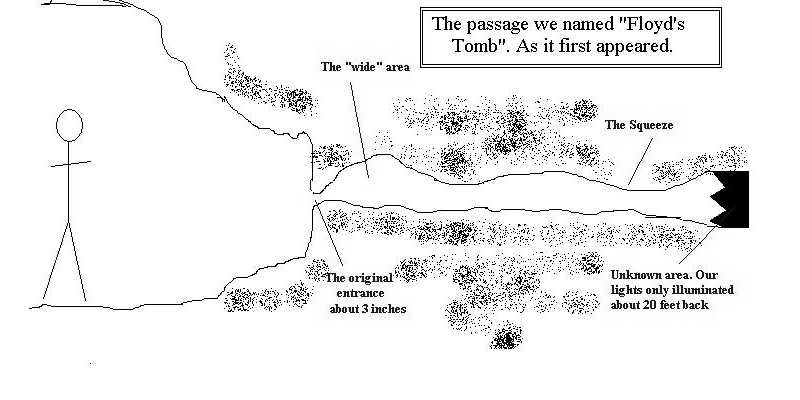 The passage we named "Floyd's
Tomb". As it first appeared.
The "wide" area
The Squeeze
The original
entrance
about 3 inches
Unknown area. Our
lights only illuminated
about 20 feet back